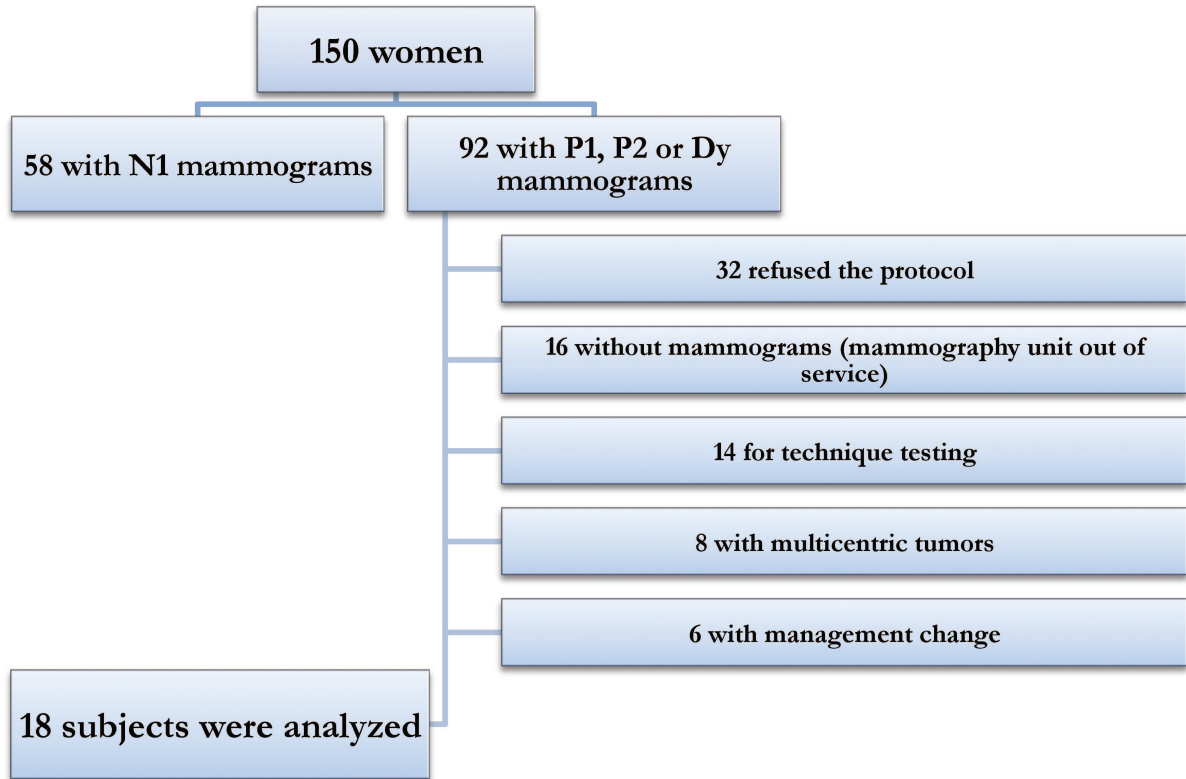 150 women
58 with N1 mammograms
92 with P1, P2 or Dy
mammograms
32 refused the protocol
16 without mammograms (mammography unit out of
service)
14 for technique testing
8 with multicentric tumors
6 with management change
18 subjects were analyzed